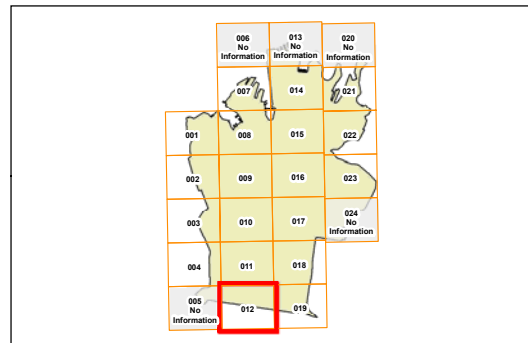 006
No
Information
013
No
Information
020
No
Information
007
014
021
001
008
015
022
002
009
016
023
003
010
017
024
No
Information
004
011
018
005
No
Information
012
019